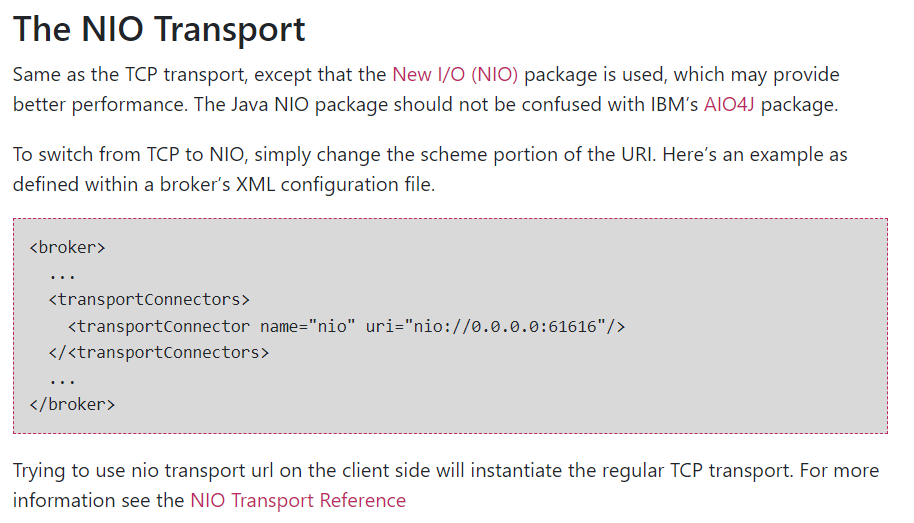 The NIO Transport
Same as the TCP transport, except that the New I/O (NIO) package is used, which may provide
better performance. The Java NIO package should not be confused with IBM’s AIO4J package.
To switch from TCP to NIO, simply change the scheme portion of the URI. Here’s an example as
defined within a broker’s XML configuration file.
<broker>
  ...
  <transportConnectors>
    <transportConnector name="nio" uri="nio://0.0.0.0:61616"/>
  </<transportConnectors>
  ...
</broker>
Trying to use nio transport url on the client side will instantiate the regular TCP transport. For more
information see the NIO Transport Reference